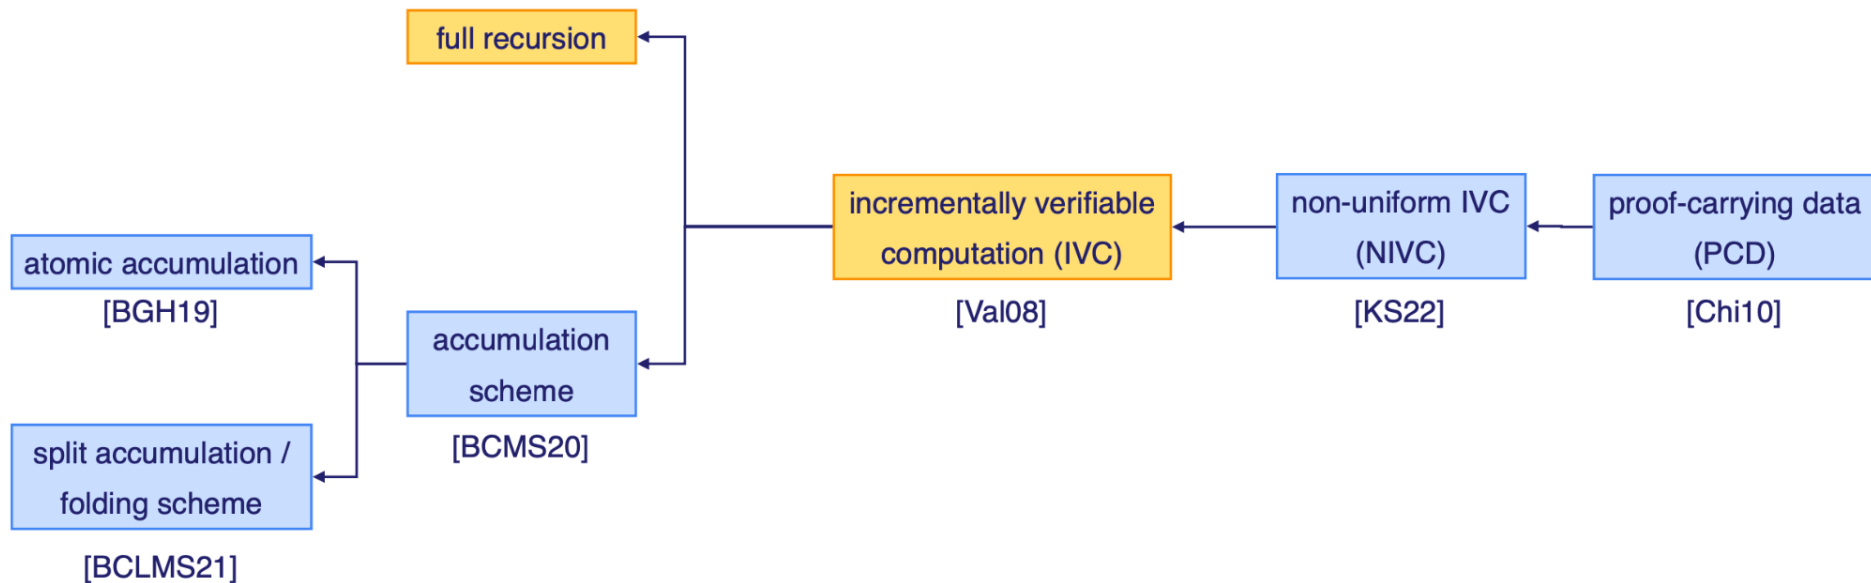 full recursion
atomic accumulation
[BGH19]
split accumulation /
folding scheme
[BCLMS21]
accumulation
scheme
[BCMS20]
incrementally verifiable
computation (IVC)
[Val08]
non-uniform IVC
(NIVC)
[KS22]
proof-carrying data
(PCD)
[Chi10]